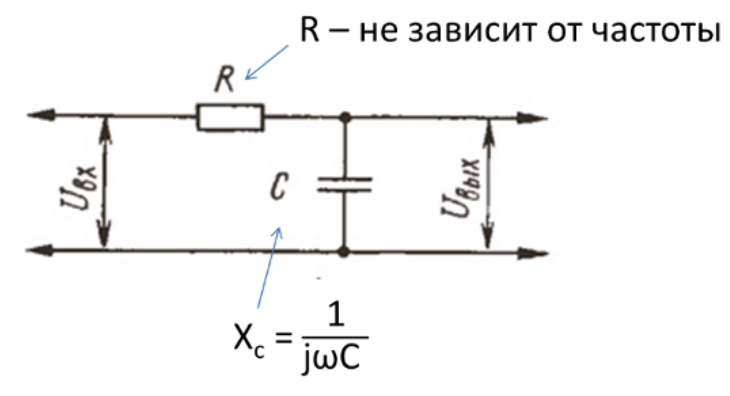 R – не зависит от частоты
R
Uвх
C
Uвых
Xc = 1/jωC